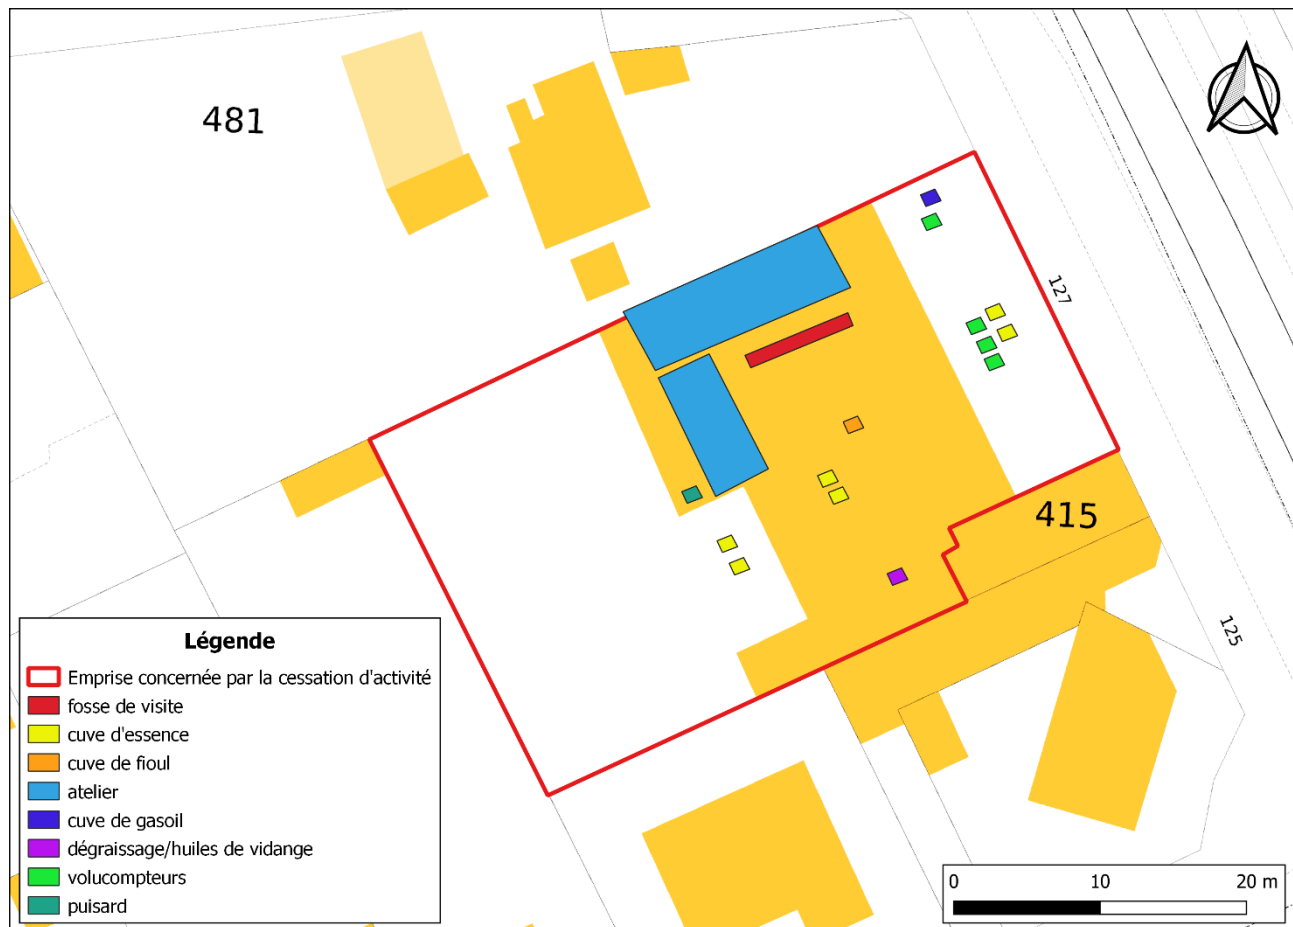 481
127
415
125
Légende
Emprise concernée par la cessation d'activité
fosse de visite
cuve d'essence
cuve de fioul
atelier
cuve de gasoil
dégraissage/huiles de vidange
volucompteurs
puisard
0 10 20 m